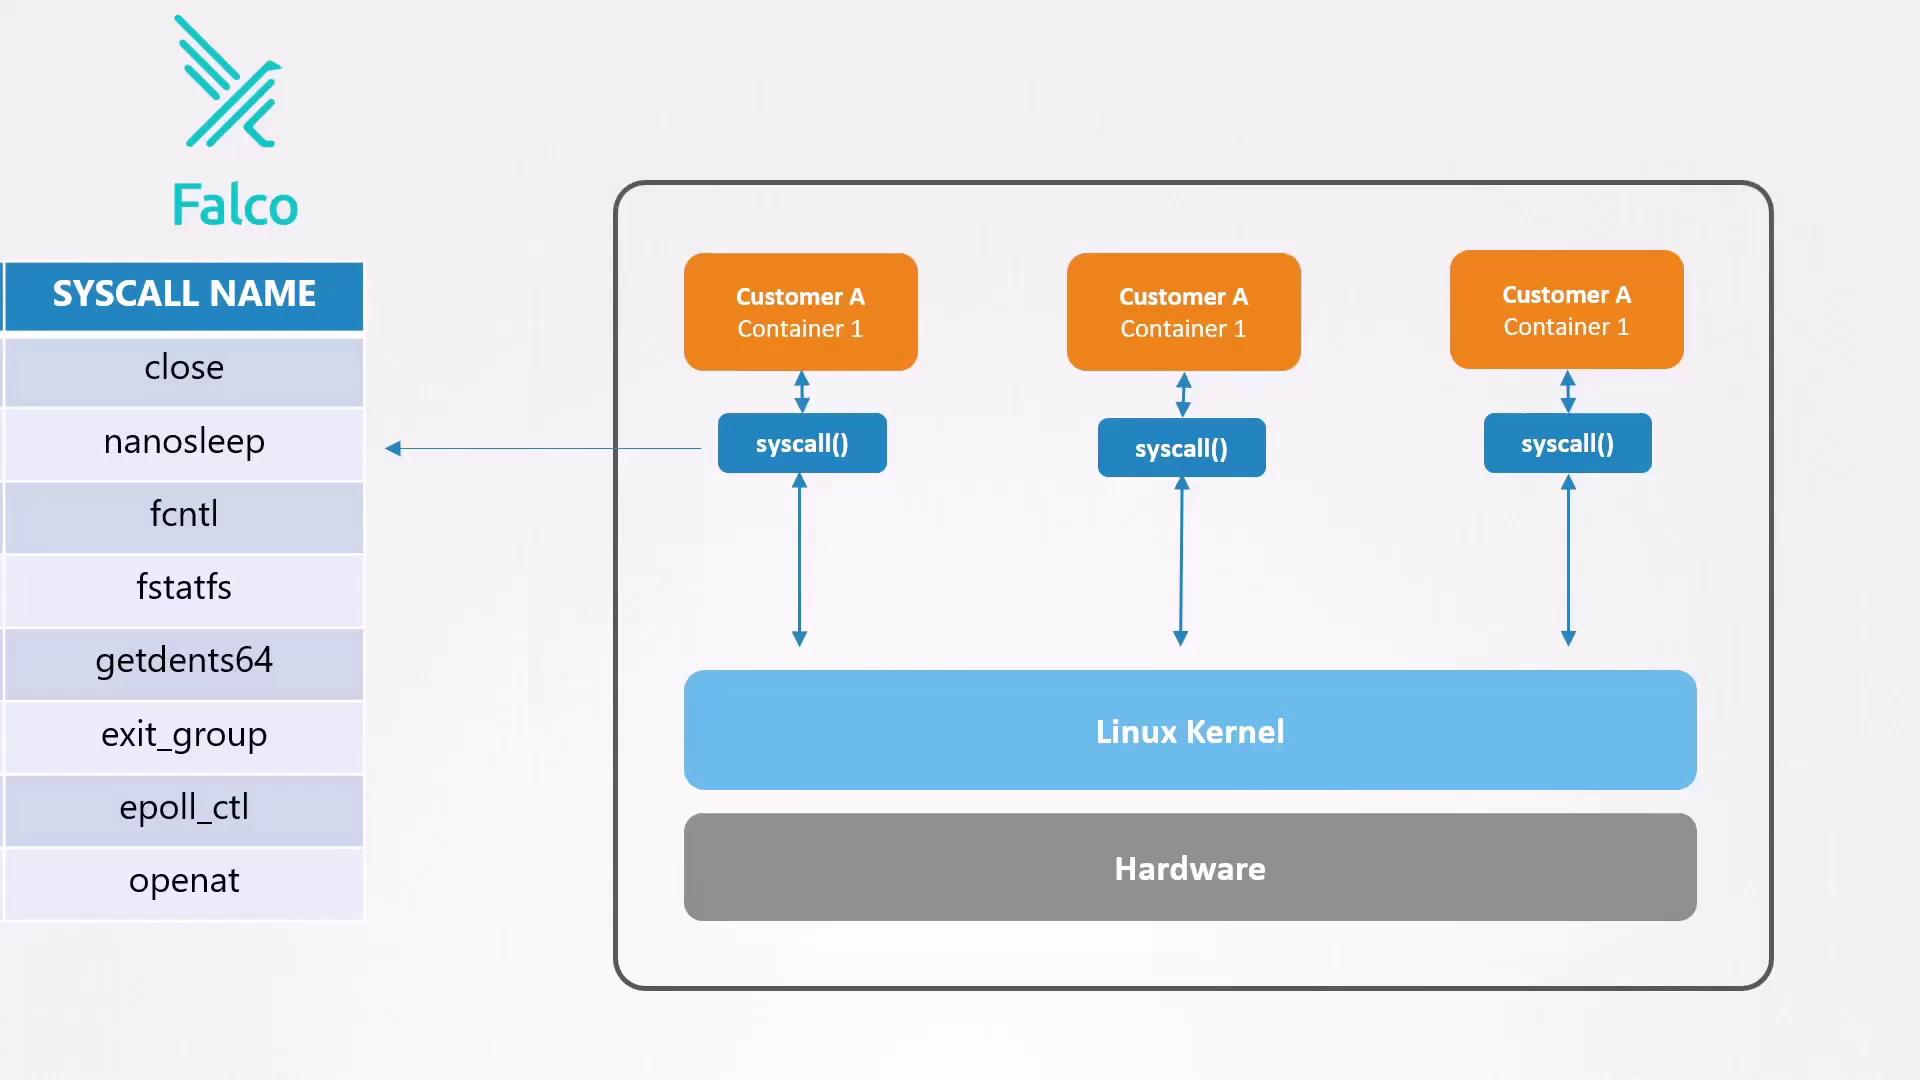 Falco
SYSCALL NAME
close
nanosleep
fcntl
fstatfs
getdents64
exit_group
epoll_ctl
openat
Customer A
Container 1
syscall()
Customer A
Container 1
syscall()
Customer A
Container 1
syscall()
Linux Kernel
Hardware